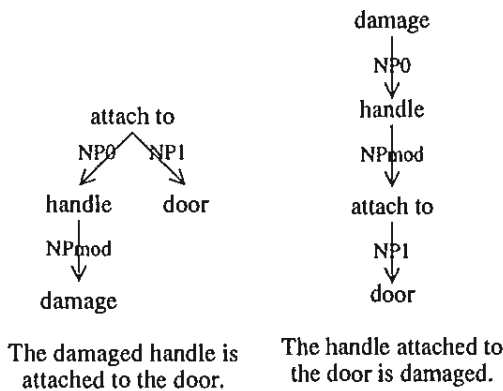 attach to
NP0 NP1
handle door
NPmod
damage
The damaged handle is
attached to the door.
damage
NP0
handle
NPmod
attach to
NP1
door
The handle attached to
the door is damaged.